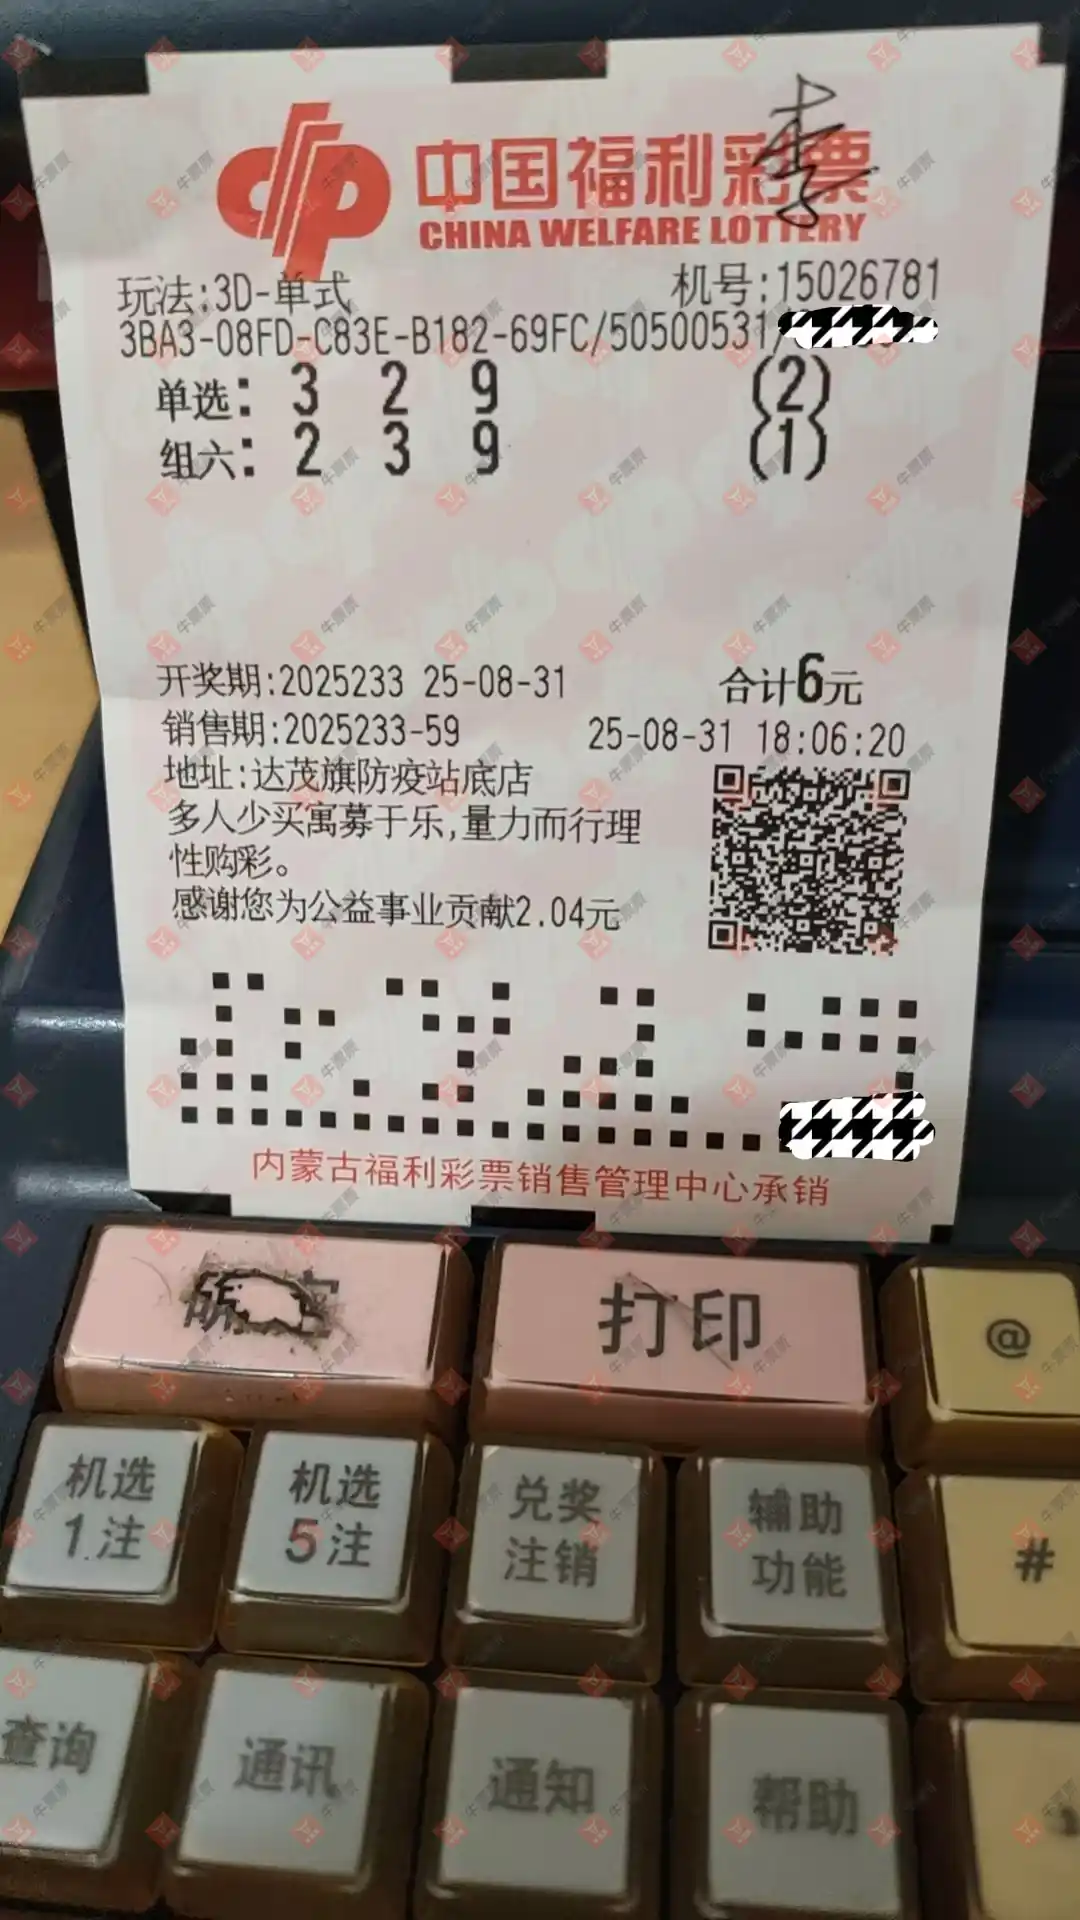 李
中国福利彩票
CHINA WELFARE LOTTERY
玩法:3D-单式 机号:15026781
3BA3-08FD-C83E-B182-69FC/50500531/
单选: 3 2 9 (2)
组六: 2 3 9 (1)
开奖期:2025233 25-08-31 合计6元
销售期:2025233-59 25-08-31 18:06:20
地址:达茂旗防疫站底店
多人少买寓募于乐,量力而行理
性购彩。
感谢您为公益事业贡献2.04元
内蒙古福利彩票销售管理中心承销
打印
@
机选 机选 兑奖 辅助
1注 5注 注销 功能
#
查询 通讯 通知 帮助
牛票票